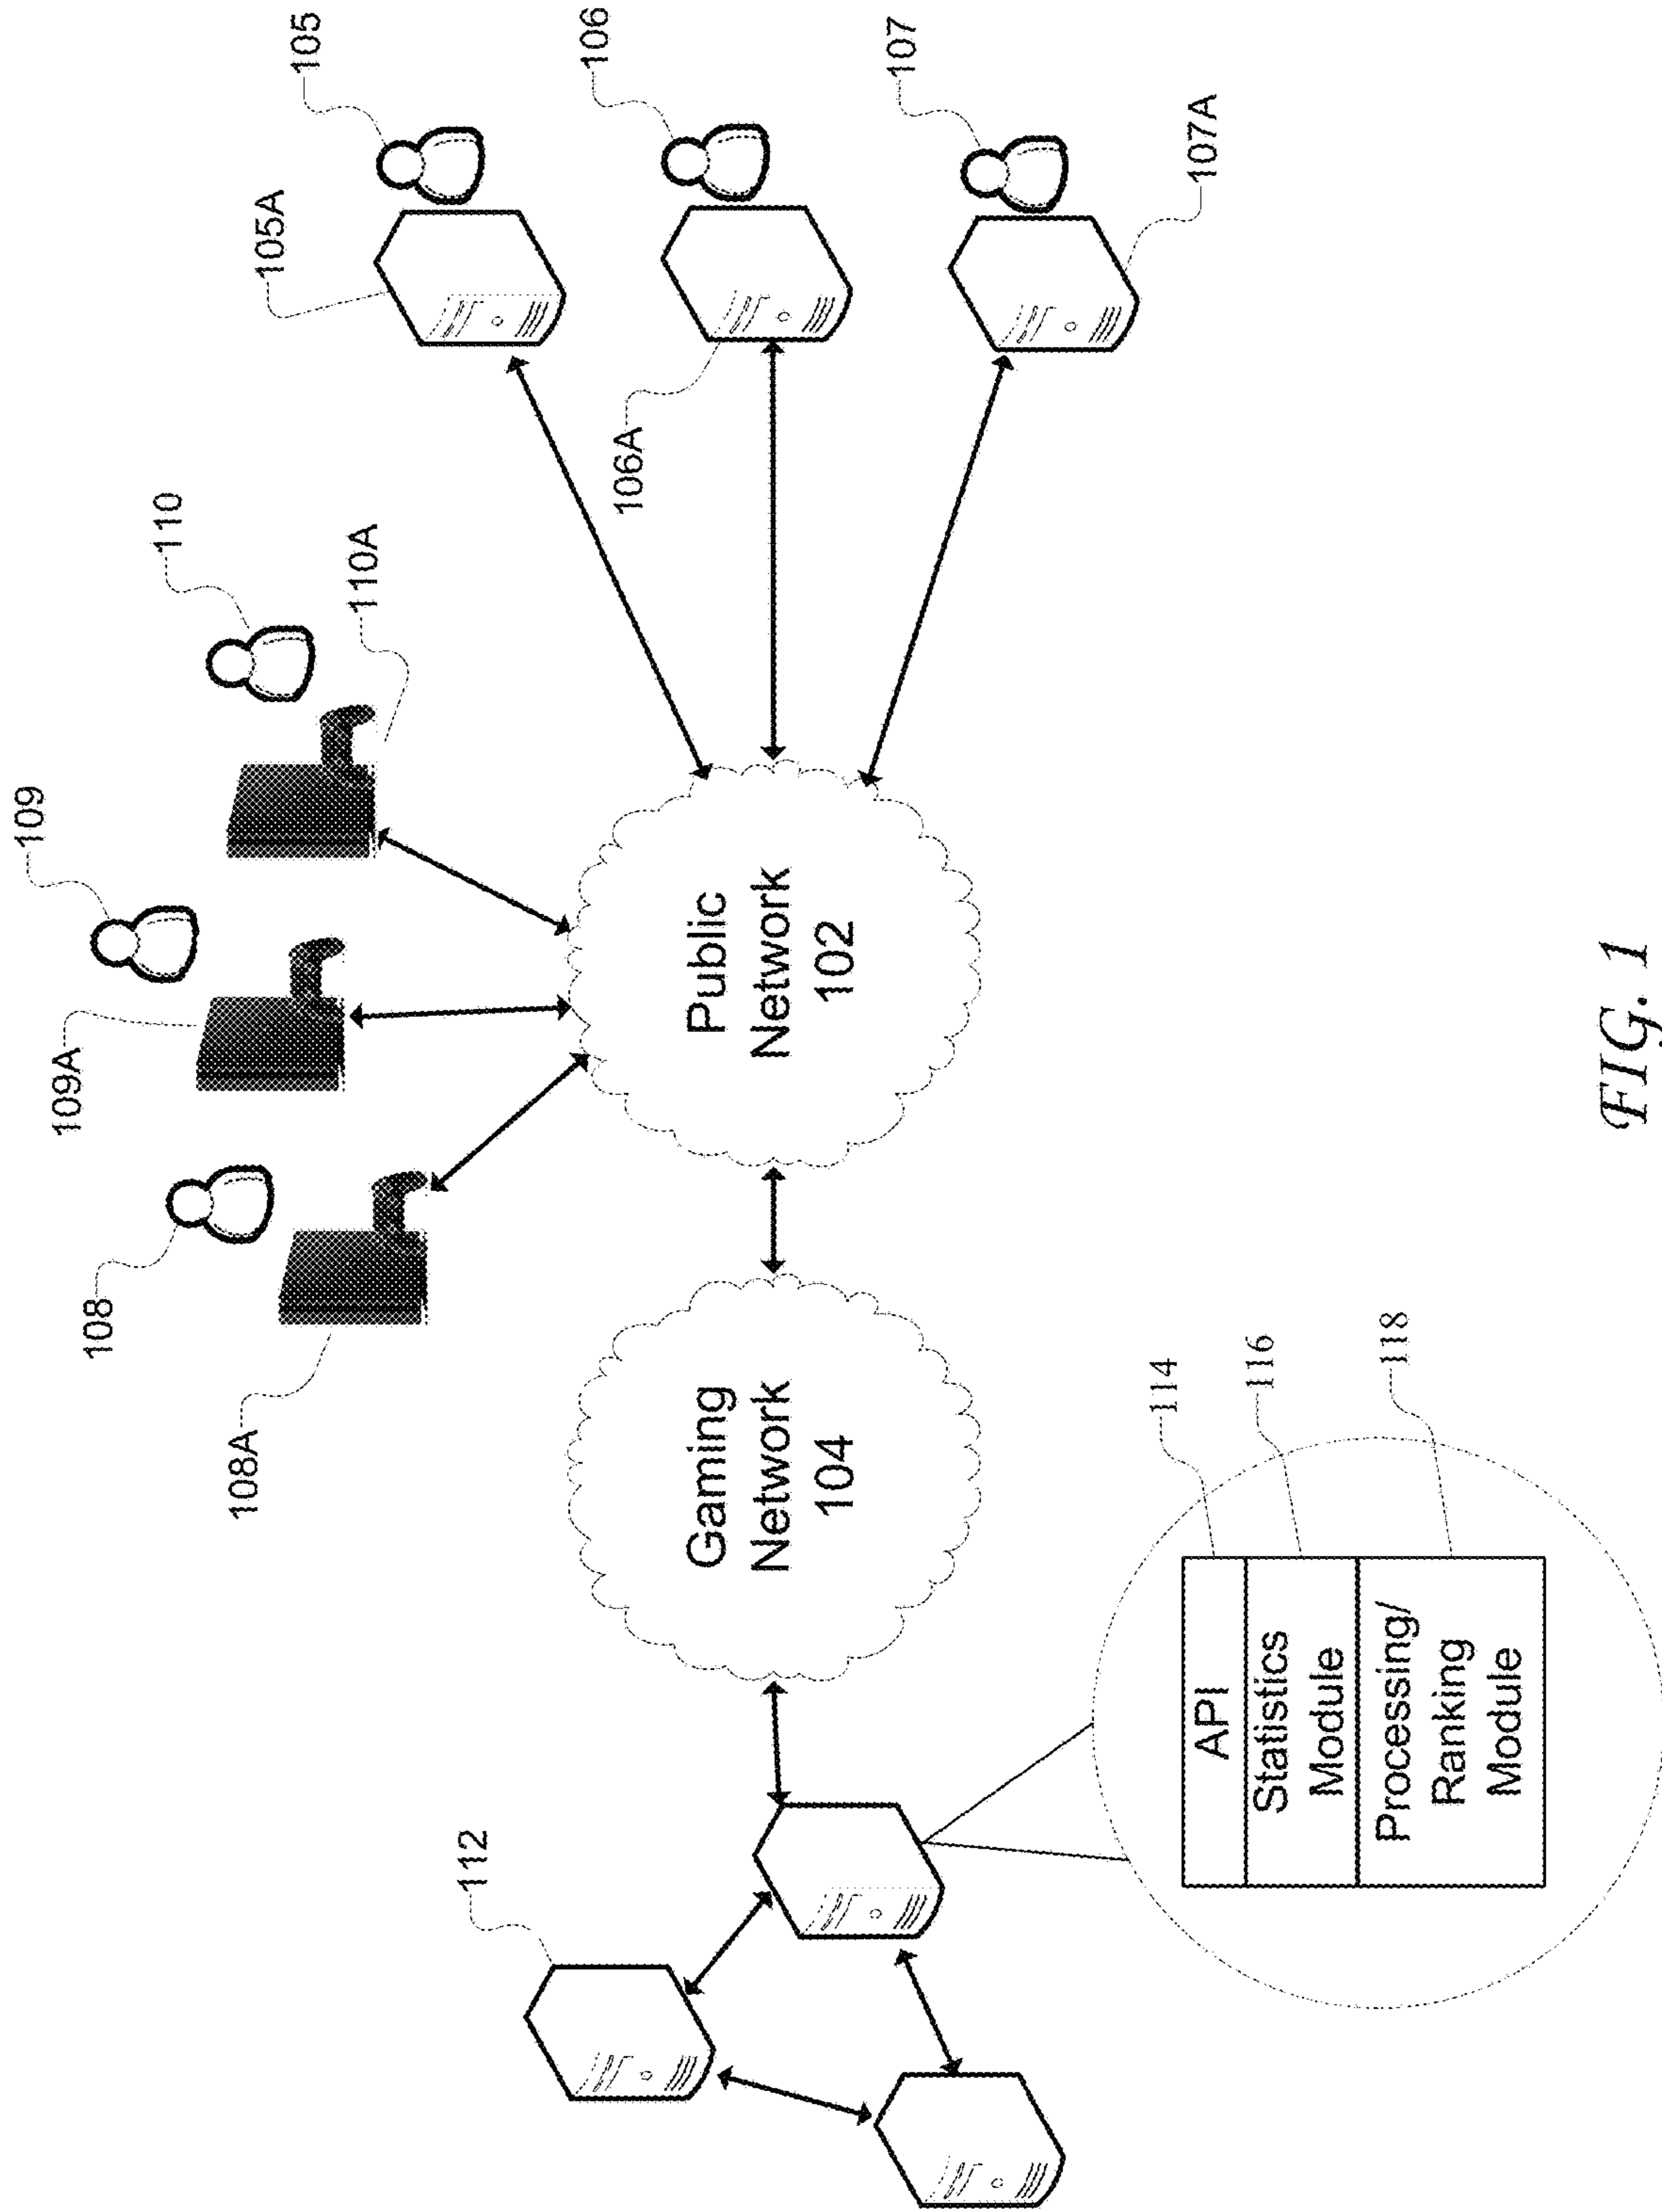 108
109
110
108A
109A
110A
105
105A
106
106A
107
107A
112
Gaming
Network
104
Public
Network
102
API
Statistics
Module
Processing/
Ranking
Module
114
116
118
FIG. 1